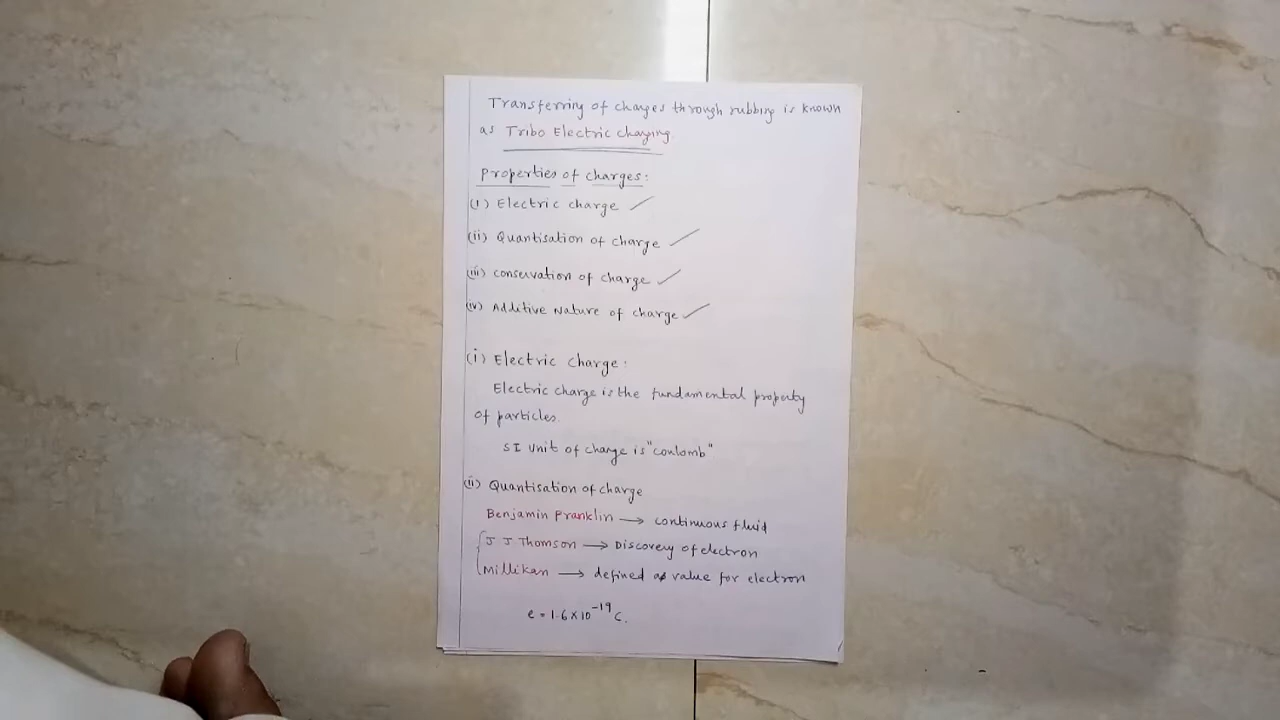 Transferring of charges through rubbing is known
as Tribo Electric charging.
Properties of charges:
(i) Electric charge
(ii) Quantisation of charge
(iii) conservation of charge
(iv) Additive Nature of charge
(i) Electric charge:
Electric charge is the fundamental property
of particles.
SI Unit of charge is "coulomb"
(ii) Quantisation of charge
Benjamin Franklin → continuous fluid
J J Thomson → Discovery of electron
Millikan → defined a value for electron
e = 1.6×10⁻¹⁹ C.